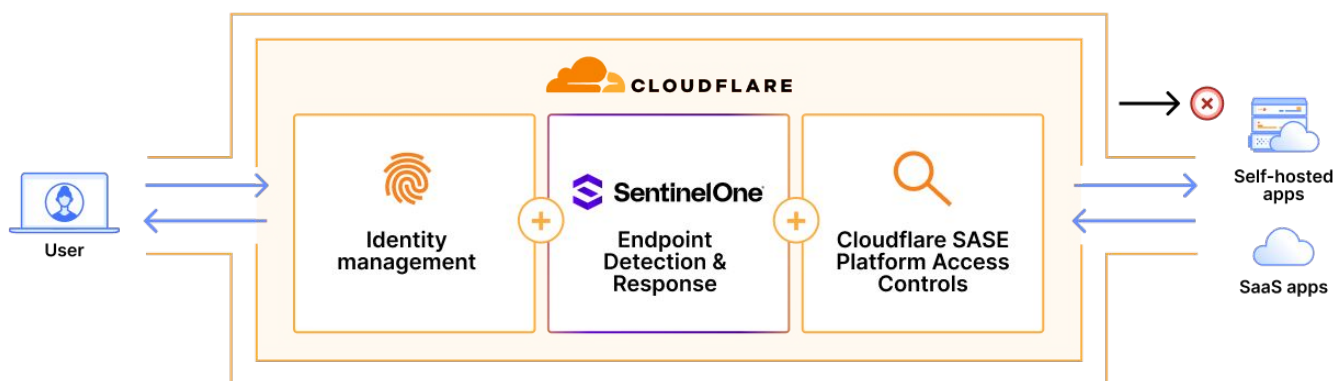 CLOUDFLARE
User
Identity
management
SentinelOne
Endpoint
Detection &
Response
Cloudflare SASE
Platform Access
Controls
Self-hosted
apps
SaaS apps